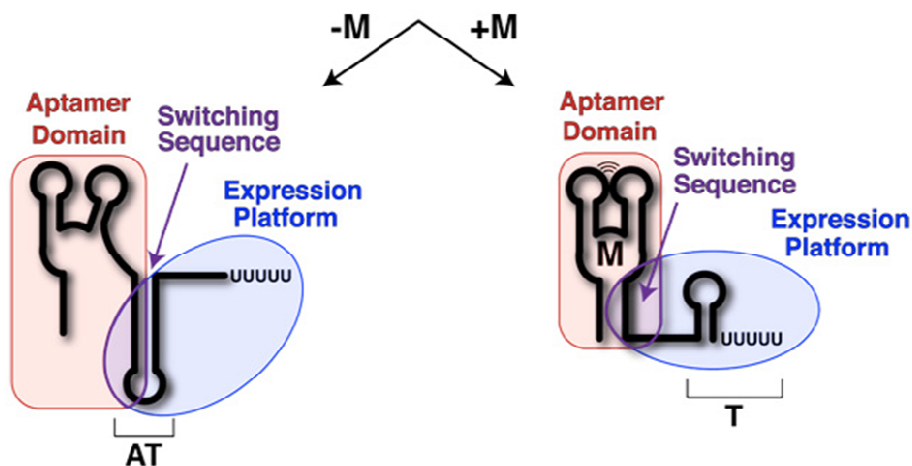 -M
+M
Aptamer
Domain
Switching
Sequence
Expression
Platform
UUUUU
AT
Aptamer
Domain
Switching
Sequence
Expression
Platform
M
UUUUU
T